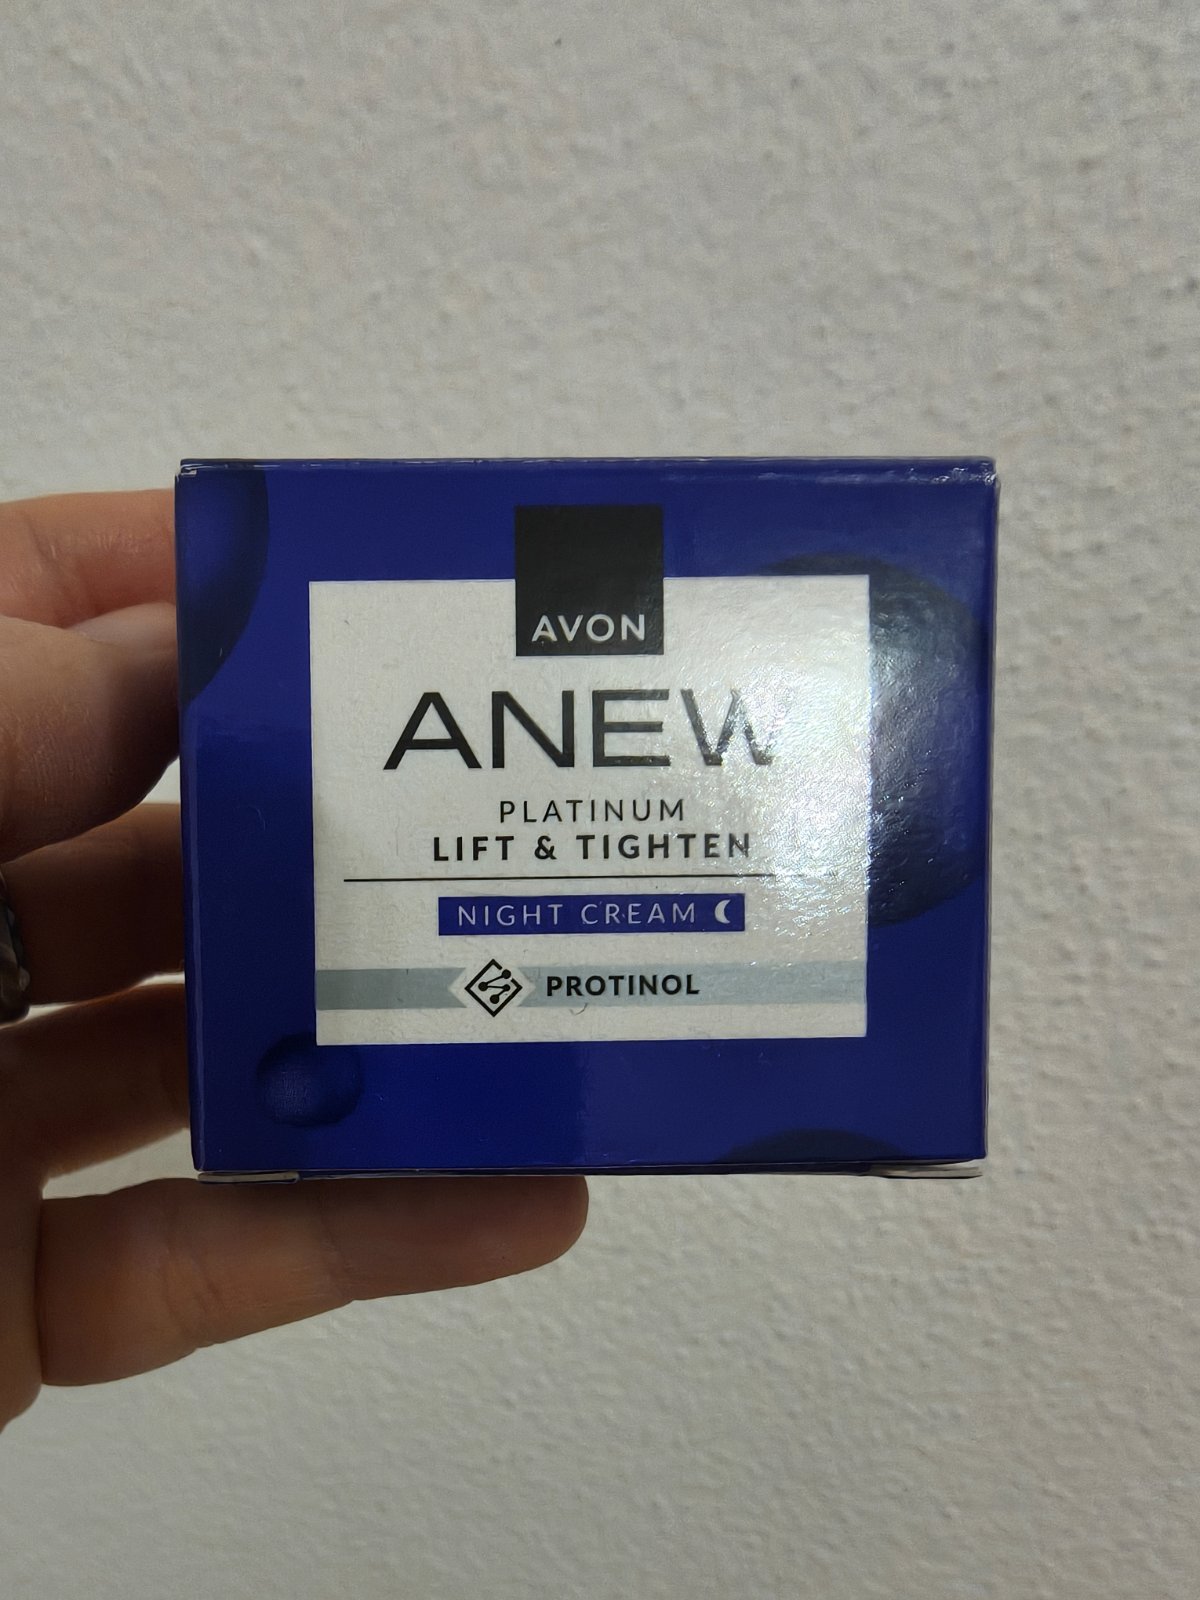 AVON
ANEW
PLATINUM
LIFT & TIGHTEN
NIGHT CREAM
PROTINOL